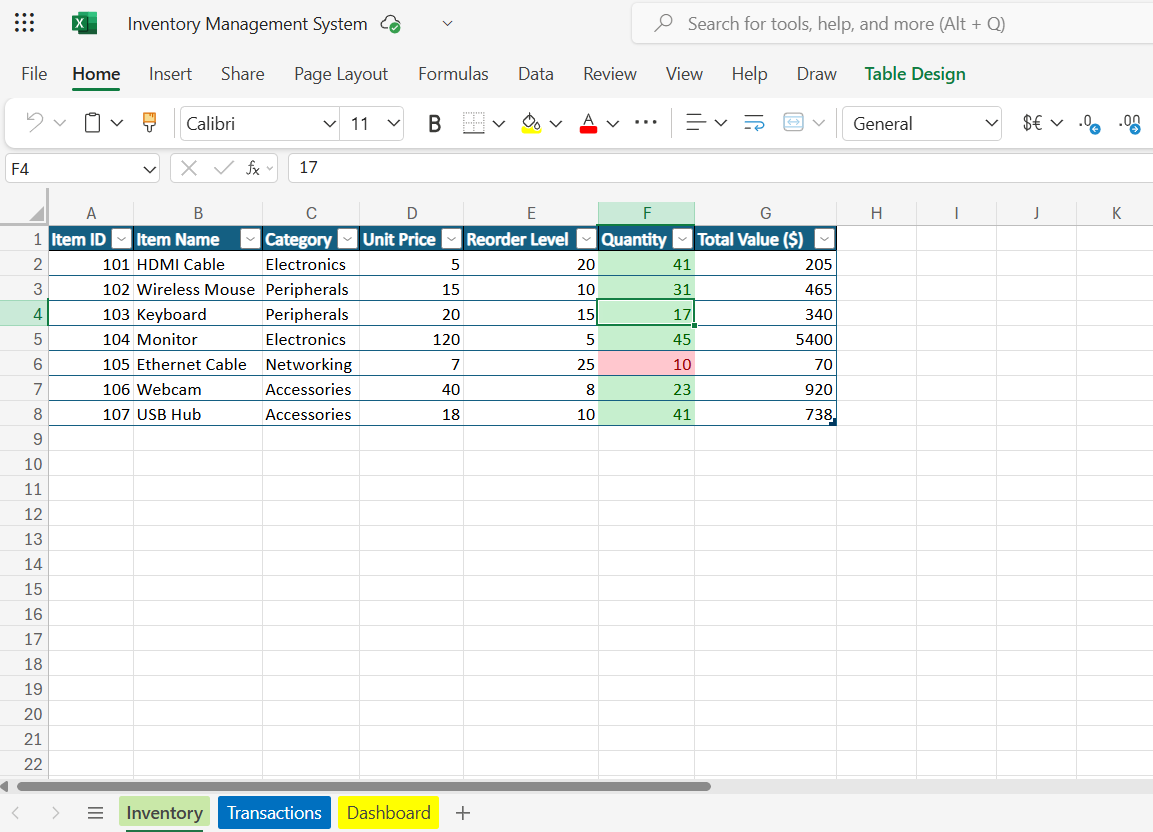 Inventory Management System
Search for tools, help, and more (Alt + Q)
File Home Insert Share Page Layout Formulas Data Review View Help Draw Table Design
Calibri 11 B A General $€ .0 .00
F4 fx 17
A B C D E F G H I J K
1 Item ID Item Name Category Unit Price Reorder Level Quantity Total Value ($)
2 101 HDMI Cable Electronics 5 20 41 205
3 102 Wireless Mouse Peripherals 15 10 31 465
4 103 Keyboard Peripherals 20 15 17 340
5 104 Monitor Electronics 120 5 45 5400
6 105 Ethernet Cable Networking 7 25 10 70
7 106 Webcam Accessories 40 8 23 920
8 107 USB Hub Accessories 18 10 41 738
9
10
11
12
13
14
15
16
17
18
19
20
21
22
Inventory Transactions Dashboard